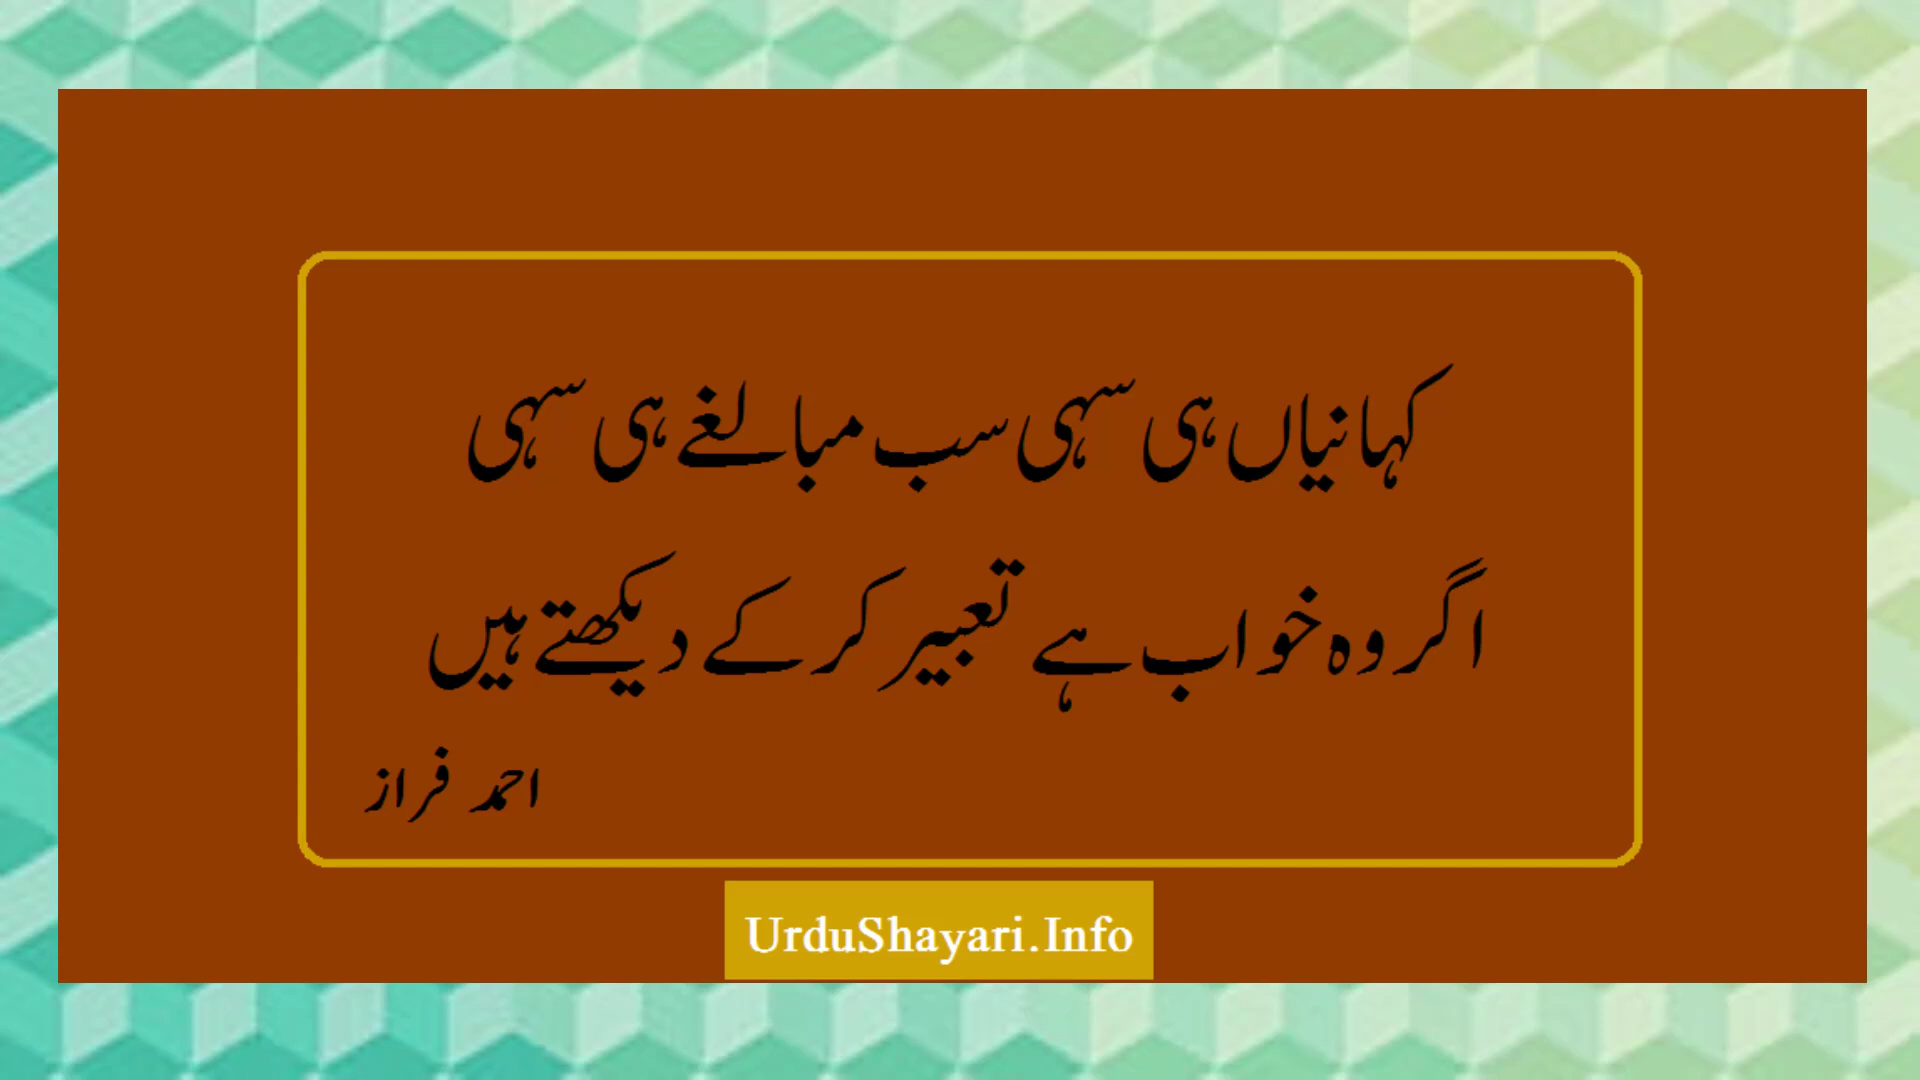 کہانیاں ہی سہی سب مبالغے ہی سہی
اگر وہ خواب ہے تعبیر کر کے دیکھتے ہیں
احمد فراز
UrduShayari.Info